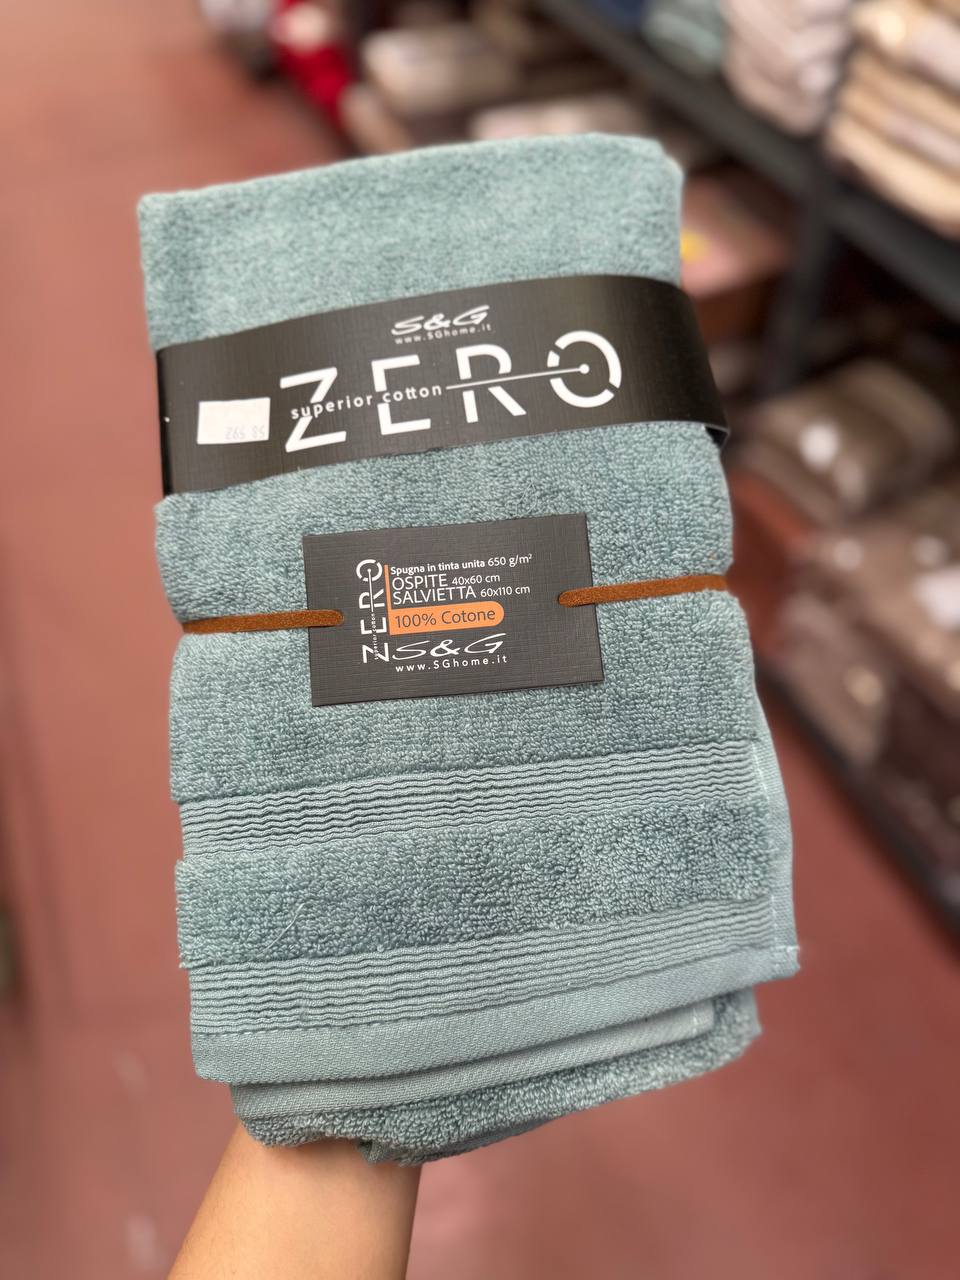 S&G
www.SGhome.it
ZERO
superior cotton
ZERO
superior cotton
Spugna in tinta unita 650 g/m²
OSPITE 40x60 cm
SALVIETTA 60x110 cm
100% Cotone
S&G
www.SGhome.it